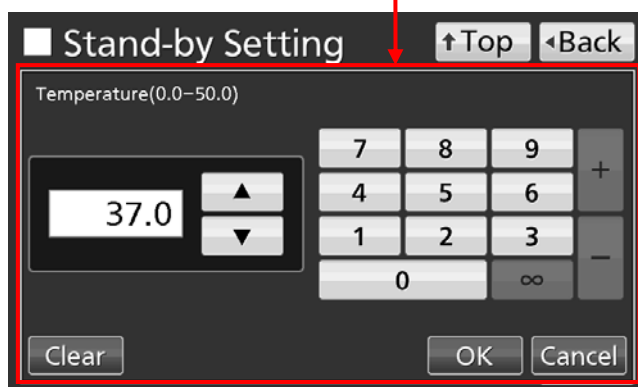 Stand-by Setting ↑Top ◂Back
Temperature(0.0−50.0)
7 8 9 +
37.0 ▲ 4 5 6
▼ 1 2 3 −
0 ∞
Clear OK Cancel